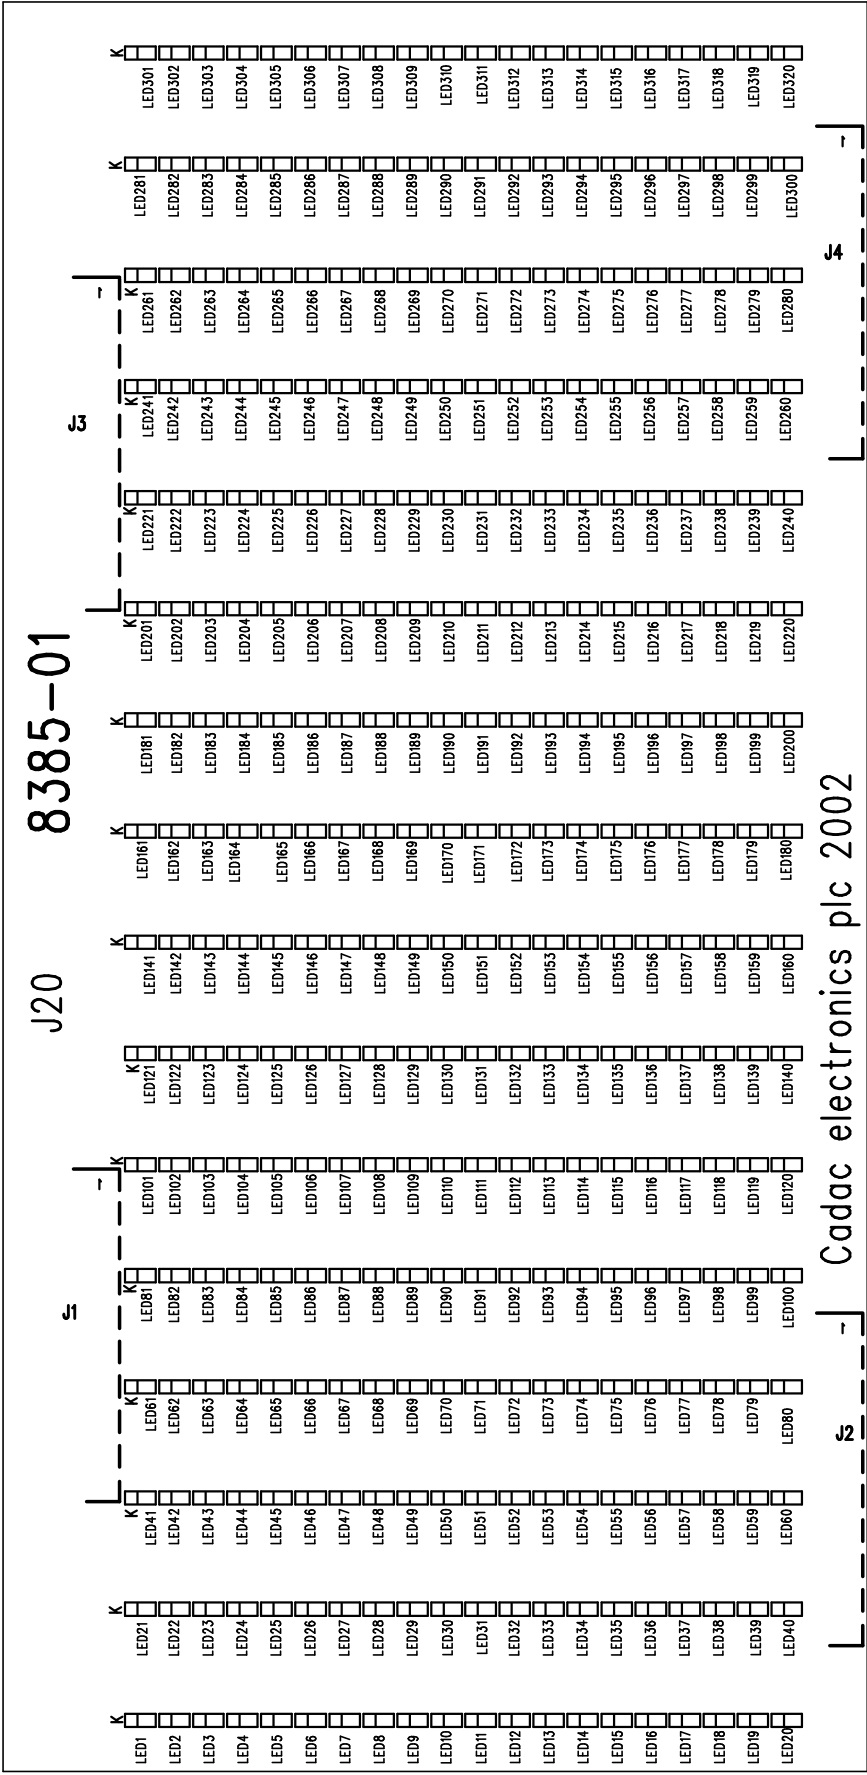 K
LED301 LED302 LED303 LED304 LED305 LED306 LED307 LED308 LED309 LED310 LED311 LED312 LED313 LED314 LED315 LED316 LED317 LED318 LED319 LED320
1
K
LED281 LED282 LED283 LED284 LED285 LED286 LED287 LED288 LED289 LED290 LED291 LED292 LED293 LED294 LED295 LED296 LED297 LED298 LED299 LED300
J4
1
K
LED261 LED262 LED263 LED264 LED265 LED266 LED267 LED268 LED269 LED270 LED271 LED272 LED273 LED274 LED275 LED276 LED277 LED278 LED279 LED280
K
J3
LED241 LED242 LED243 LED244 LED245 LED246 LED247 LED248 LED249 LED250 LED251 LED252 LED253 LED254 LED255 LED256 LED257 LED258 LED259 LED260
K
LED221 LED222 LED223 LED224 LED225 LED226 LED227 LED228 LED229 LED230 LED231 LED232 LED233 LED234 LED235 LED236 LED237 LED238 LED239 LED240
K
LED201 LED202 LED203 LED204 LED205 LED206 LED207 LED208 LED209 LED210 LED211 LED212 LED213 LED214 LED215 LED216 LED217 LED218 LED219 LED220
8385-01
K
LED181 LED182 LED183 LED184 LED185 LED186 LED187 LED188 LED189 LED190 LED191 LED192 LED193 LED194 LED195 LED196 LED197 LED198 LED199 LED200
K
LED161 LED162 LED163 LED164 LED165 LED166 LED167 LED168 LED169 LED170 LED171 LED172 LED173 LED174 LED175 LED176 LED177 LED178 LED179 LED180
K
LED141 LED142 LED143 LED144 LED145 LED146 LED147 LED148 LED149 LED150 LED151 LED152 LED153 LED154 LED155 LED156 LED157 LED158 LED159 LED160
J20
Cadac electronics plc 2002
K
LED121 LED122 LED123 LED124 LED125 LED126 LED127 LED128 LED129 LED130 LED131 LED132 LED133 LED134 LED135 LED136 LED137 LED138 LED139 LED140
K
1
LED101 LED102 LED103 LED104 LED105 LED106 LED107 LED108 LED109 LED110 LED111 LED112 LED113 LED114 LED115 LED116 LED117 LED118 LED119 LED120
K
J1
LED81 LED82 LED83 LED84 LED85 LED86 LED87 LED88 LED89 LED90 LED91 LED92 LED93 LED94 LED95 LED96 LED97 LED98 LED99 LED100
1
K
LED61 LED62 LED63 LED64 LED65 LED66 LED67 LED68 LED69 LED70 LED71 LED72 LED73 LED74 LED75 LED76 LED77 LED78 LED79 LED80
J2
K
LED41 LED42 LED43 LED44 LED45 LED46 LED47 LED48 LED49 LED50 LED51 LED52 LED53 LED54 LED55 LED56 LED57 LED58 LED59 LED60
K
LED21 LED22 LED23 LED24 LED25 LED26 LED27 LED28 LED29 LED30 LED31 LED32 LED33 LED34 LED35 LED36 LED37 LED38 LED39 LED40
K
LED1 LED2 LED3 LED4 LED5 LED6 LED7 LED8 LED9 LED10 LED11 LED12 LED13 LED14 LED15 LED16 LED17 LED18 LED19 LED20